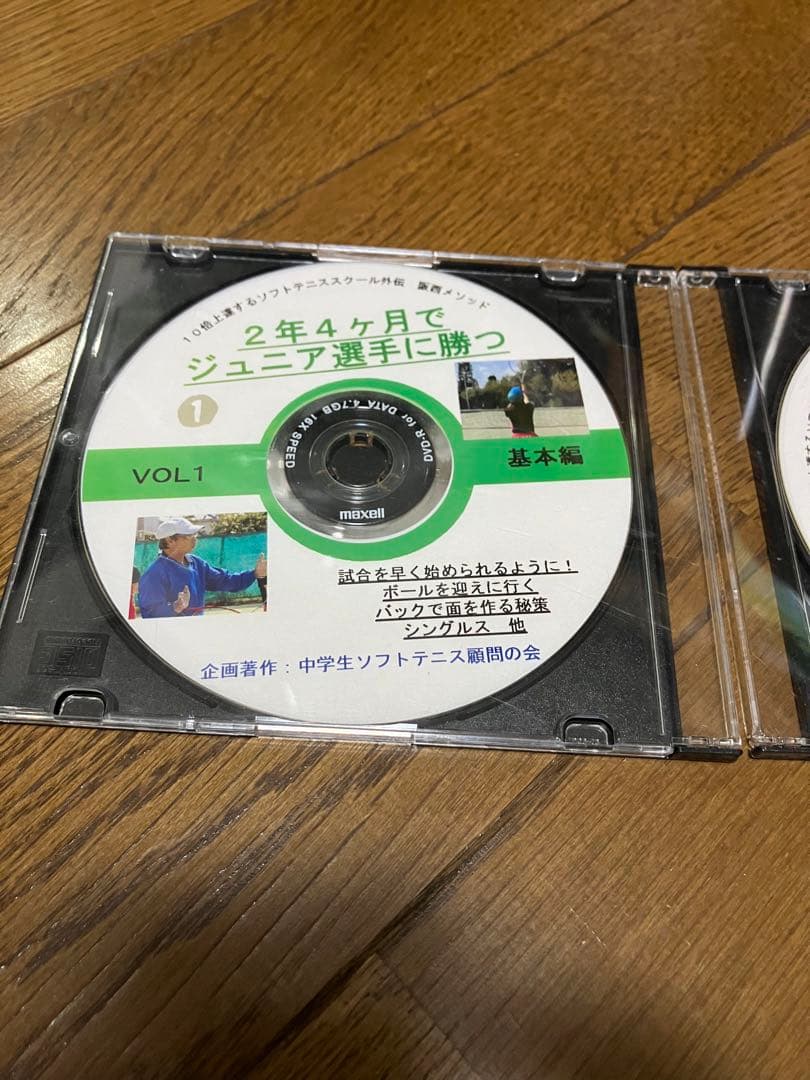 10倍上達するソフトテニススクール外伝 阪西メソッド
2年4ヶ月で
ジュニア選手に勝つ
1
VOL1
基本編
DVD-R for DATA 4.7GB 16X SPEED
maxell
試合を早く始められるように!
ボールを迎えに行く
バックで面を作る秘策
シングルス 他
企画著作:中学生ソフトテニス顧問の会